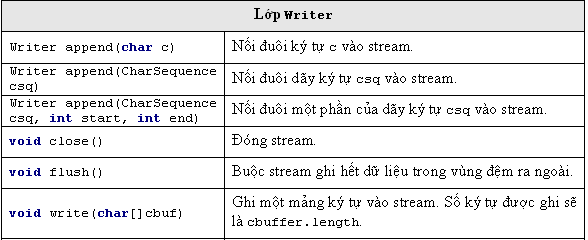 Lớp Writer
Writer append(char c)
Nối đuôi ký tự c vào stream.
Writer append(CharSequence
csq)
Nối đuôi dãy ký tự csq vào stream.
Writer append(CharSequence
csq, int start, int end)
Nối đuôi một phần của dãy ký tự csq vào stream.
void close()
Đóng stream.
void flush()
Buộc stream ghi hết dữ liệu trong vùng đệm ra ngoài.
void write(char[]cbuf)
Ghi một mảng ký tự vào stream. Số ký tự được ghi sẽ
là cbuffer.length.